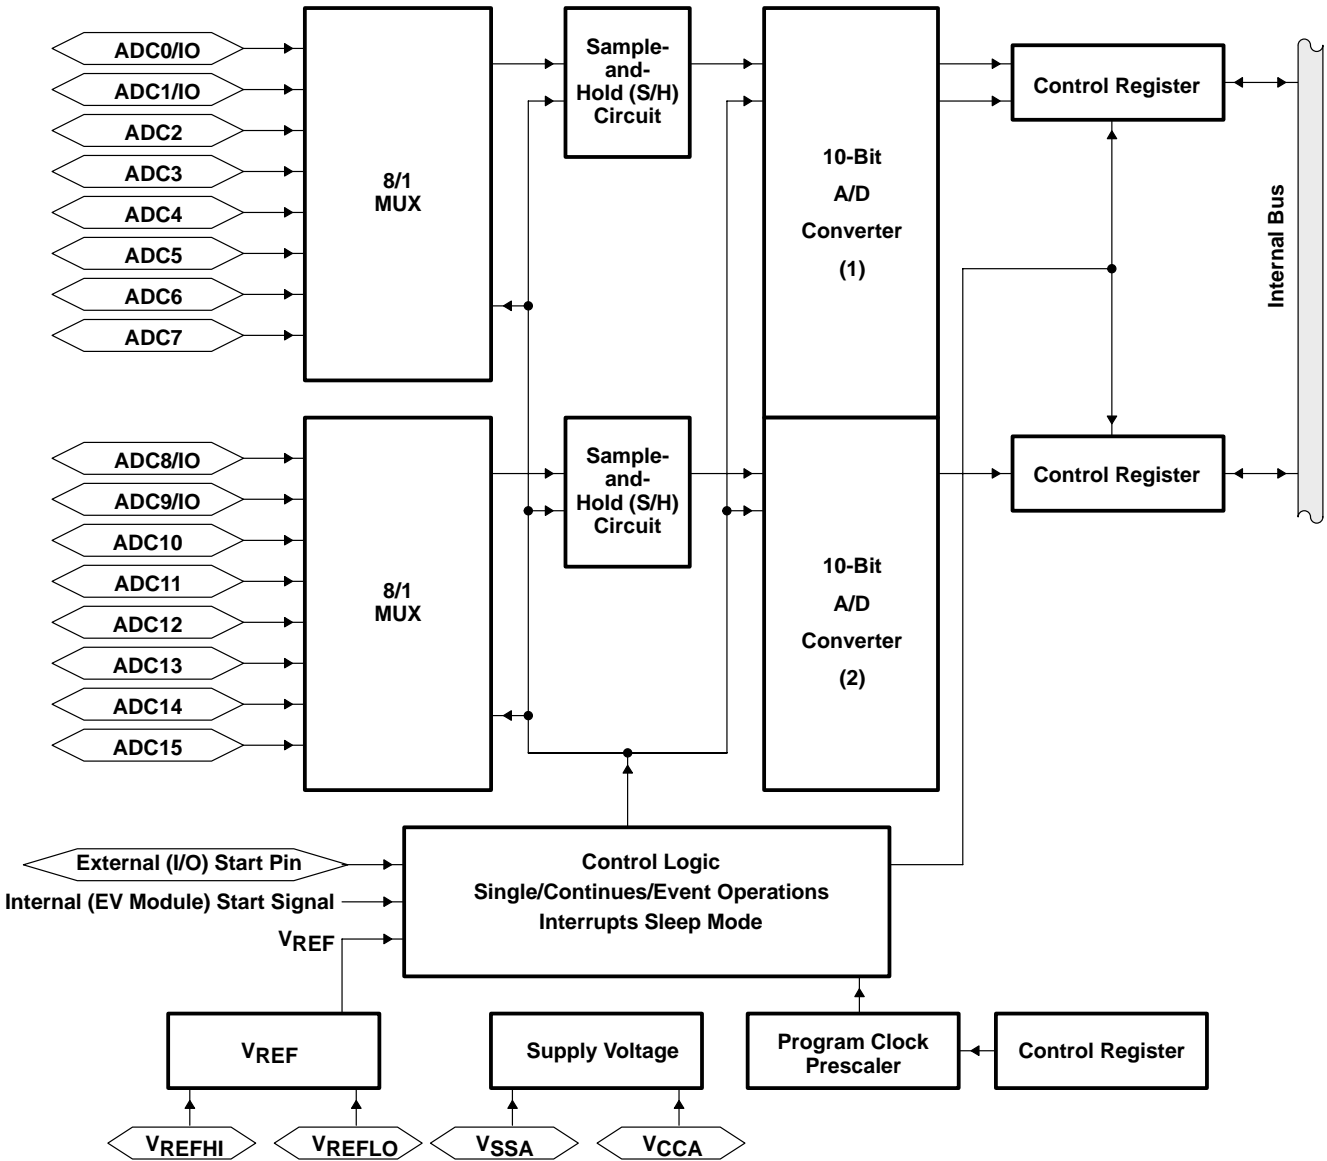 ADC0/IO
ADC1/IO
ADC2
ADC3
ADC4
ADC5
ADC6
ADC7
8/1
MUX
Sample-
and-
Hold (S/H)
Circuit
10-Bit
A/D
Converter
(1)
Control Register
Internal Bus
ADC8/IO
ADC9/IO
ADC10
ADC11
ADC12
ADC13
ADC14
ADC15
8/1
MUX
Sample-
and-
Hold (S/H)
Circuit
10-Bit
A/D
Converter
(2)
Control Register
External (I/O) Start Pin
Internal (EV Module) Start Signal
VREF
Control Logic
Single/Continues/Event Operations
Interrupts Sleep Mode
VREF
Supply Voltage
Program Clock
Prescaler
Control Register
VREFHI
VREFLO
VSSA
VCCA